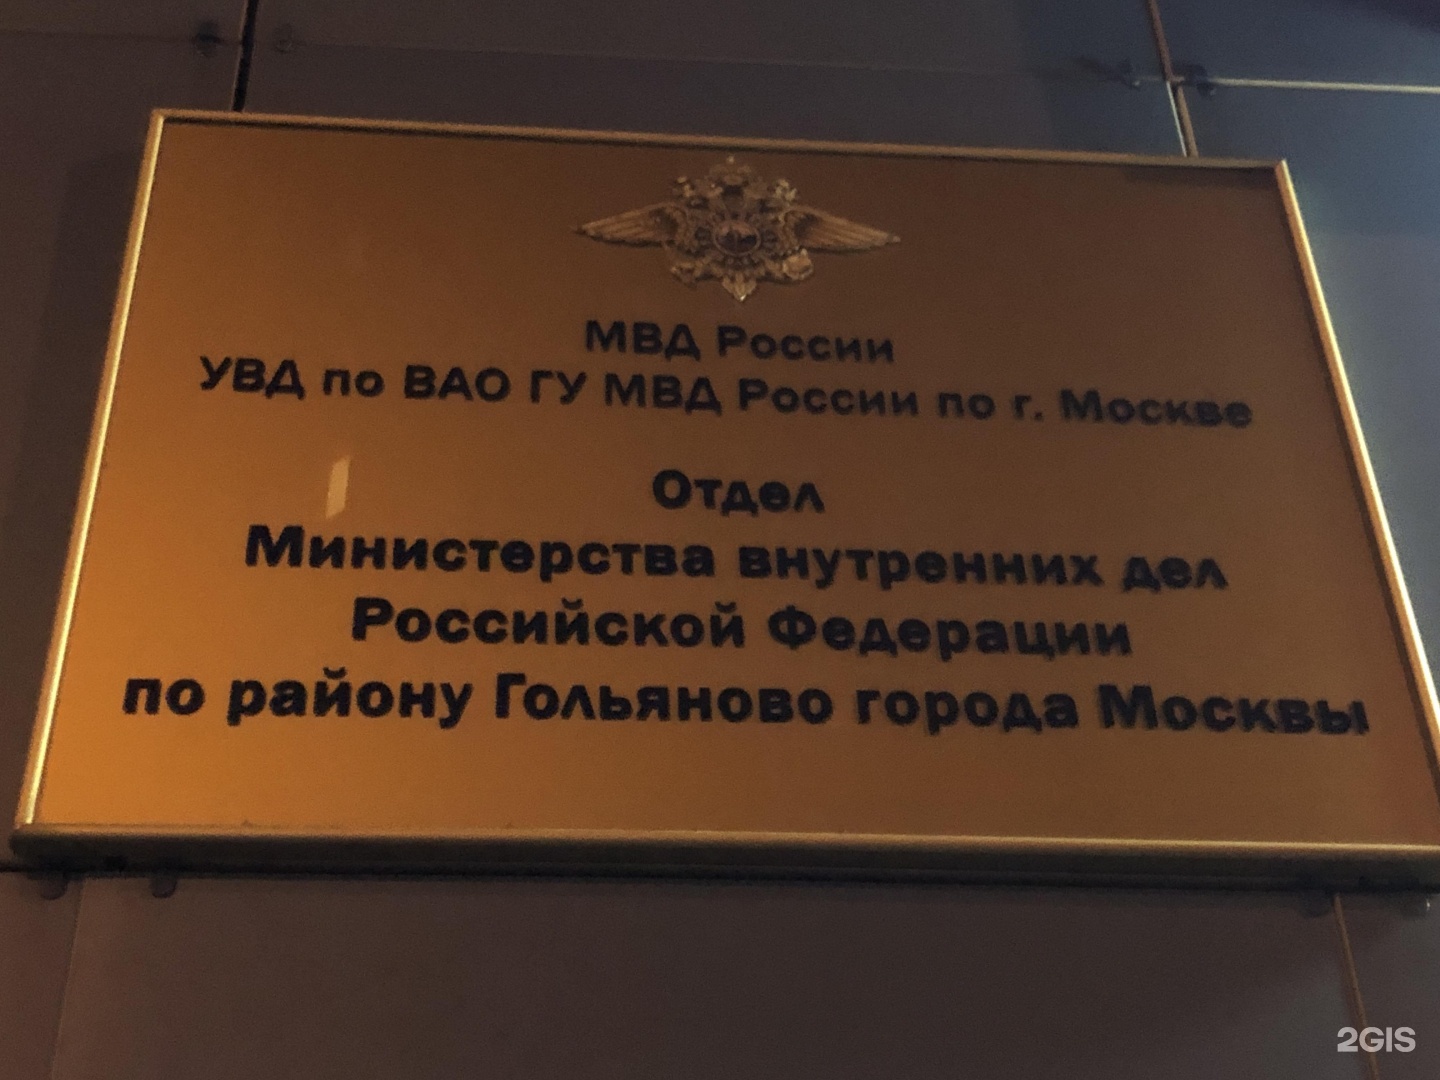 МВД России
УВД по ВАО ГУ МВД России по г. Москве
Отдел
Министерства внутренних дел
Российской Федерации
по району Гольяново города Москвы
2GIS